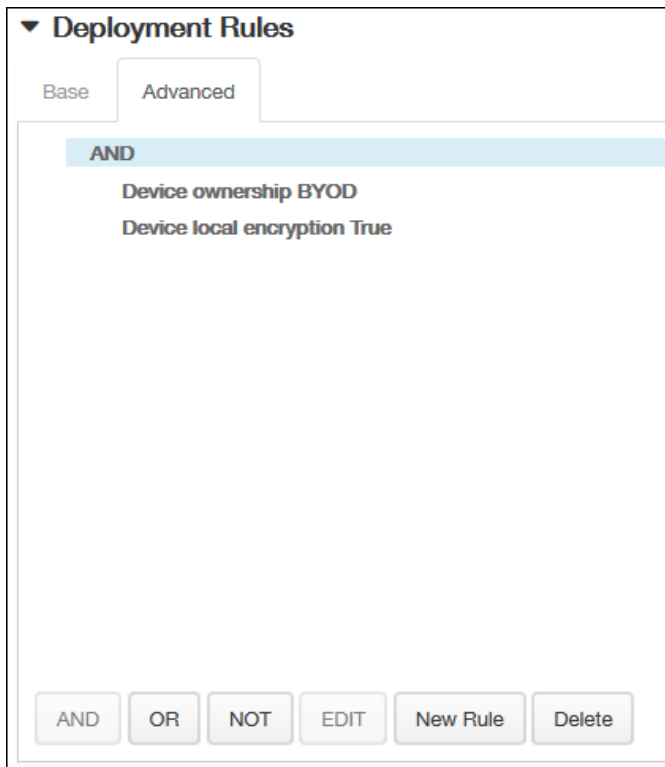 Deployment Rules
Base Advanced
AND
Device ownership BYOD
Device local encryption True
AND OR NOT EDIT New Rule Delete